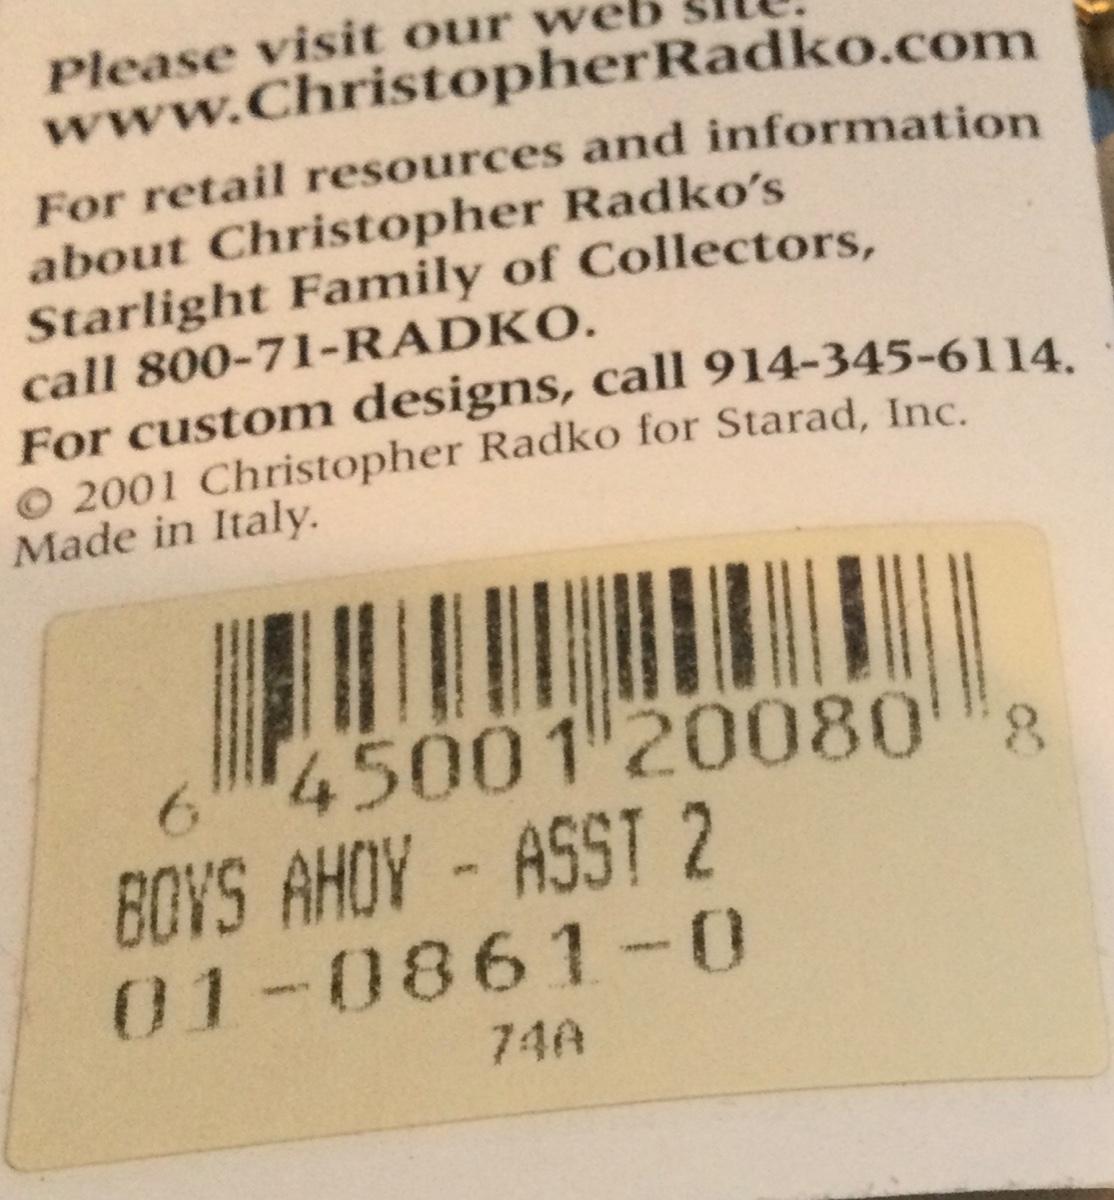 Please visit our web site:
www.ChristopherRadko.com
For retail resources and information
about Christopher Radko's
Starlight Family of Collectors,
call 800-71-RADKO.
For custom designs, call 914-345-6114.
© 2001 Christopher Radko for Starad, Inc.
Made in Italy.
6 45001 20080 8
BOYS AHOY - ASST 2
01-0861-0
74A